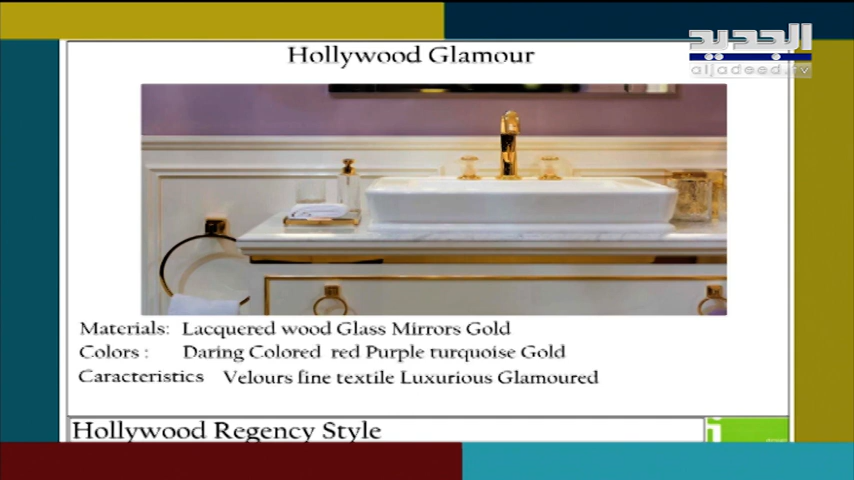 الجديد
aljadeed.tv
Hollywood Glamour
Materials: Lacquered wood Glass Mirrors Gold
Colors : Daring Colored red Purple turquoise Gold
Caracteristics Velours fine textile Luxurious Glamoured
Hollywood Regency Style